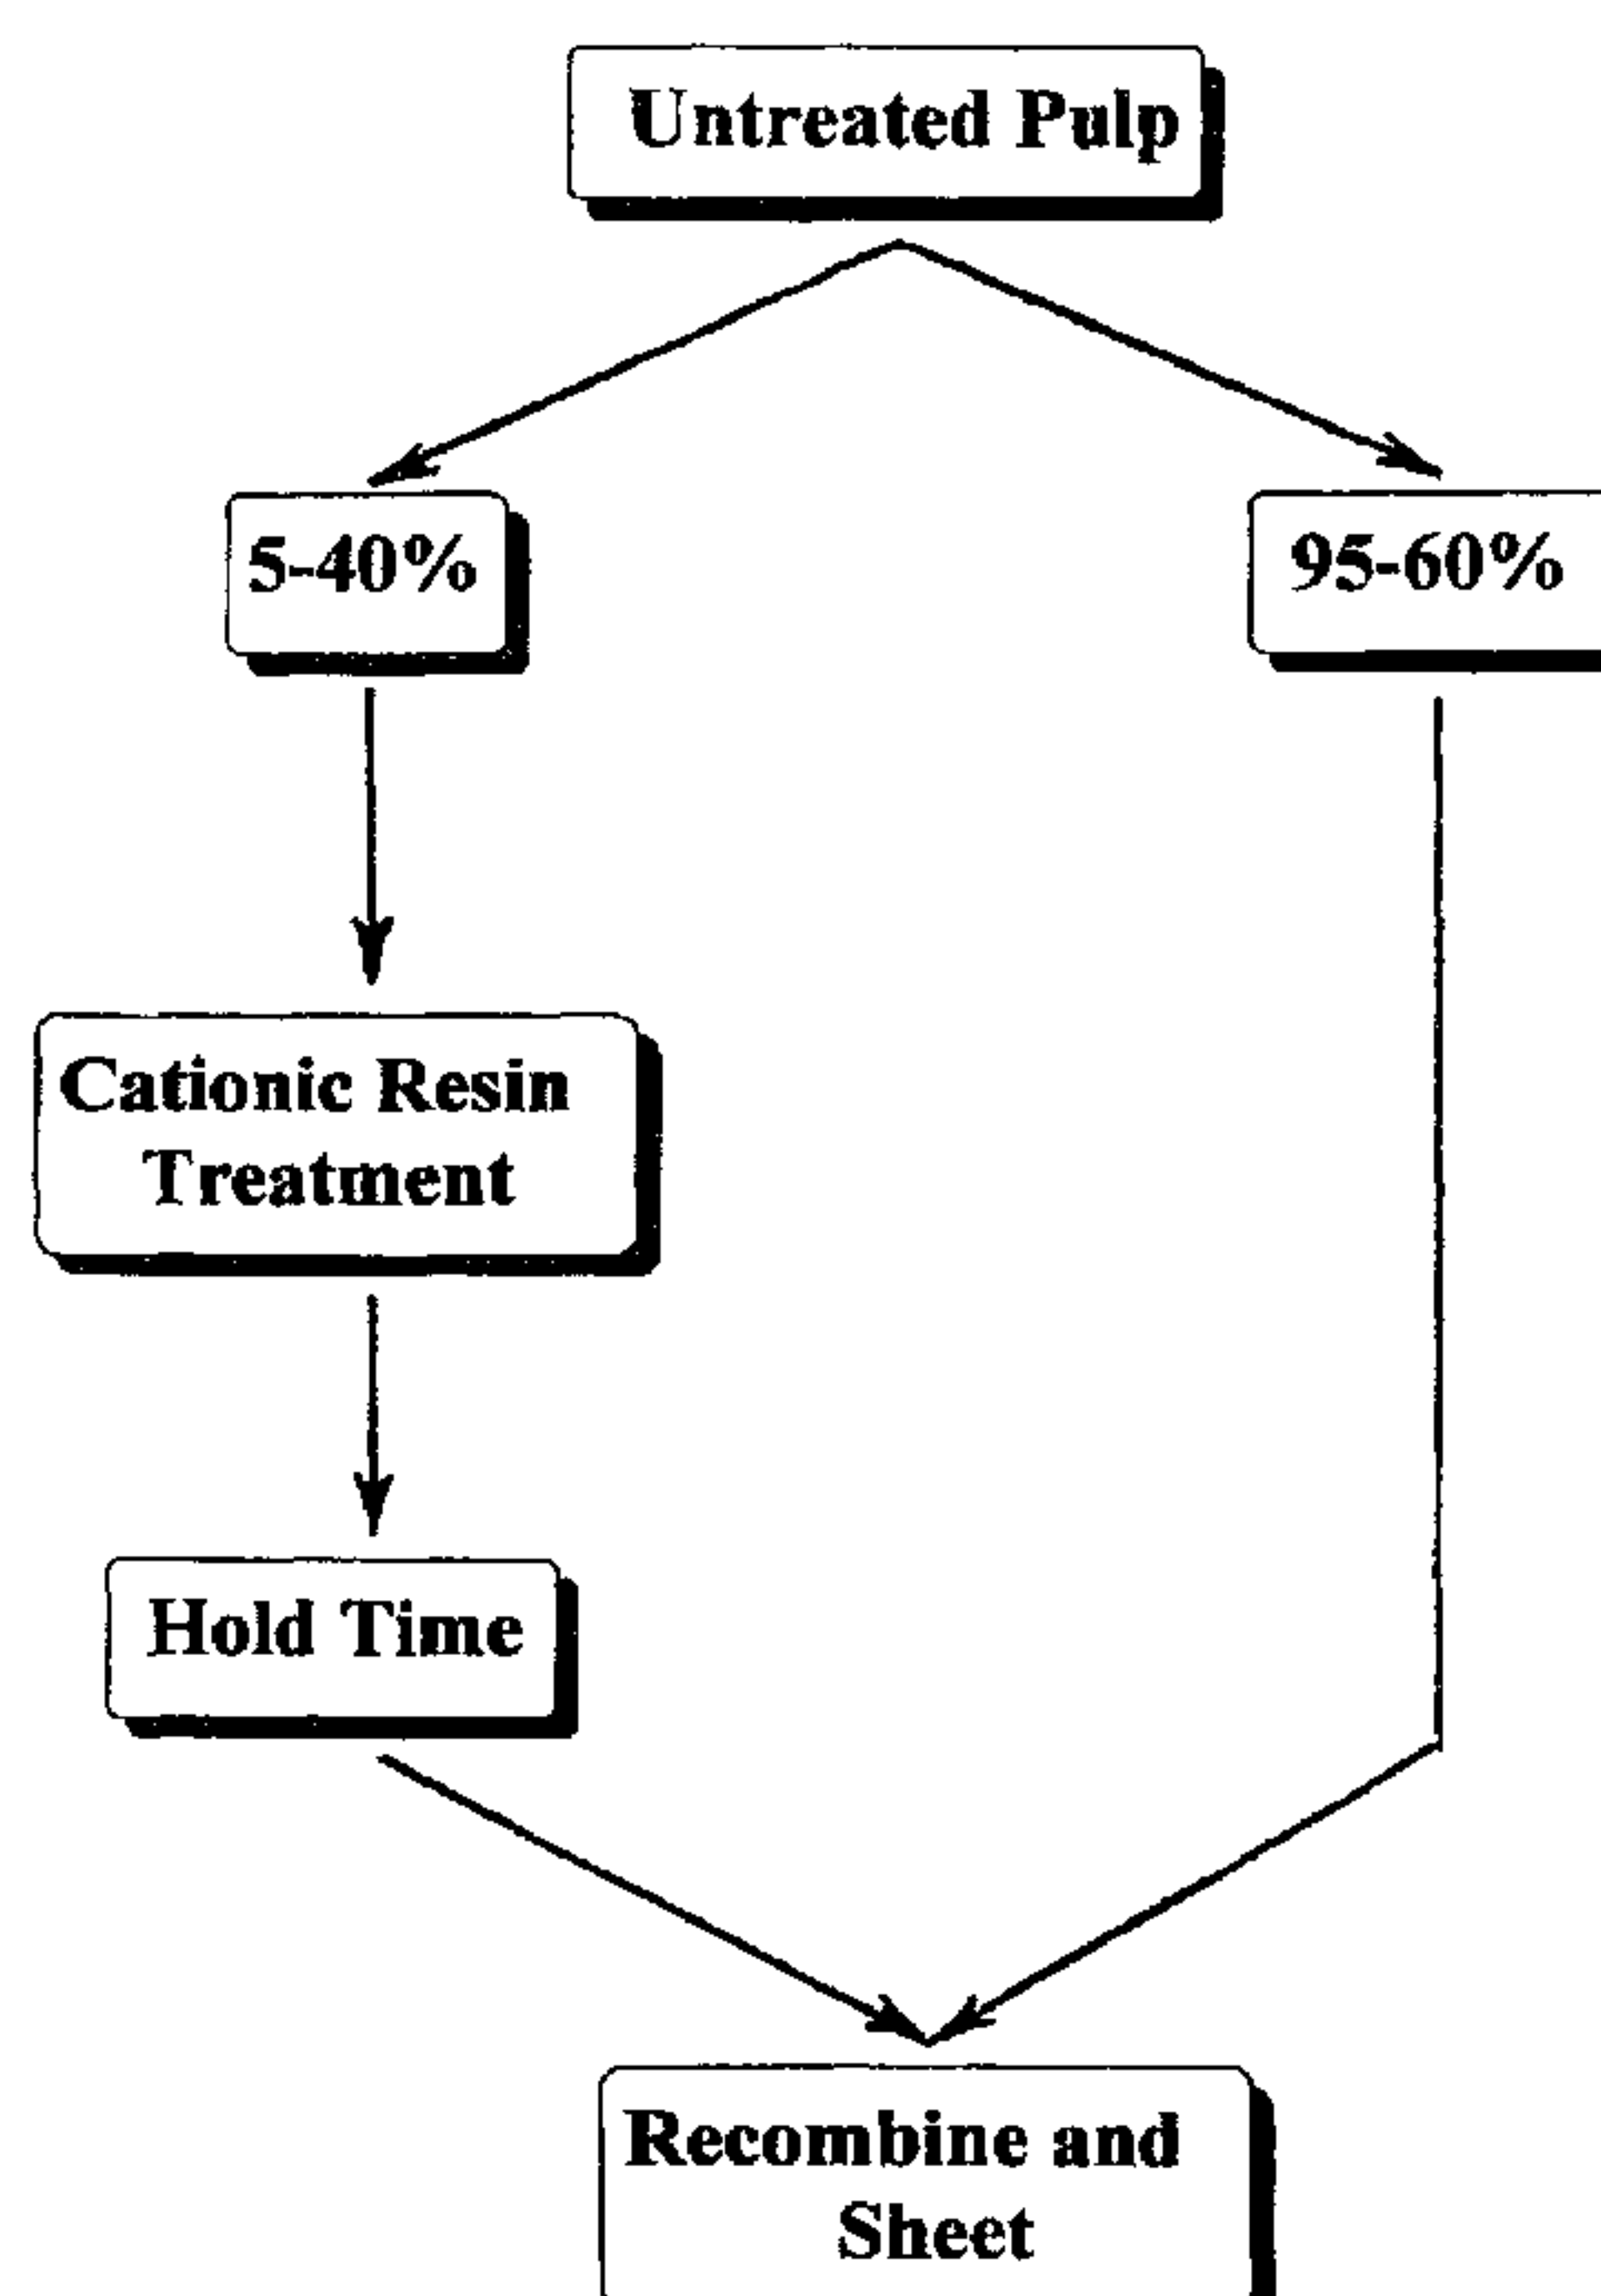 Untreated Pulp
5-40%
95-60%
Cationic Resin
Treatment
Hold Time
Recombine and
Sheet